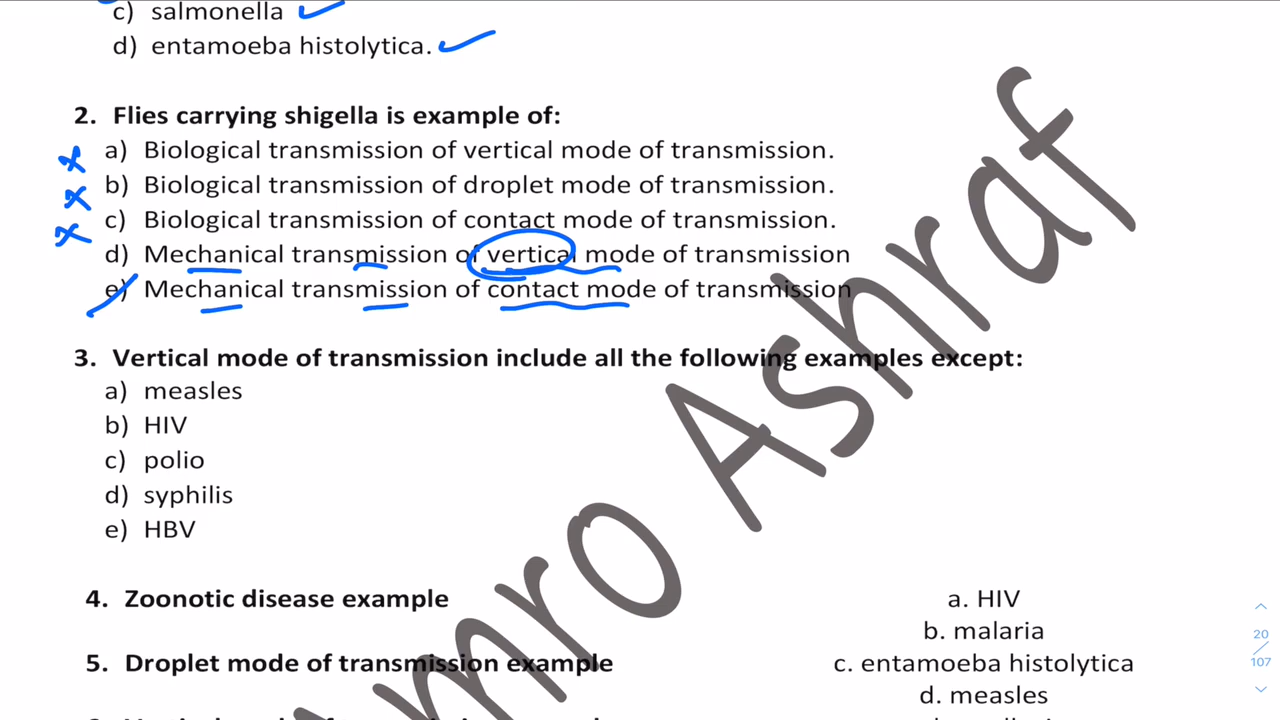 c) salmonella
d) entamoeba histolytica.
2. Flies carrying shigella is example of:
a) Biological transmission of vertical mode of transmission.
b) Biological transmission of droplet mode of transmission.
c) Biological transmission of contact mode of transmission.
d) Mechanical transmission of vertical mode of transmission
e) Mechanical transmission of contact mode of transmission
3. Vertical mode of transmission include all the following examples except:
a) measles
b) HIV
c) polio
d) syphilis
e) HBV
4. Zoonotic disease example
a. HIV
b. malaria
5. Droplet mode of transmission example
c. entamoeba histolytica
d. measles
Amro Ashraf
20
107